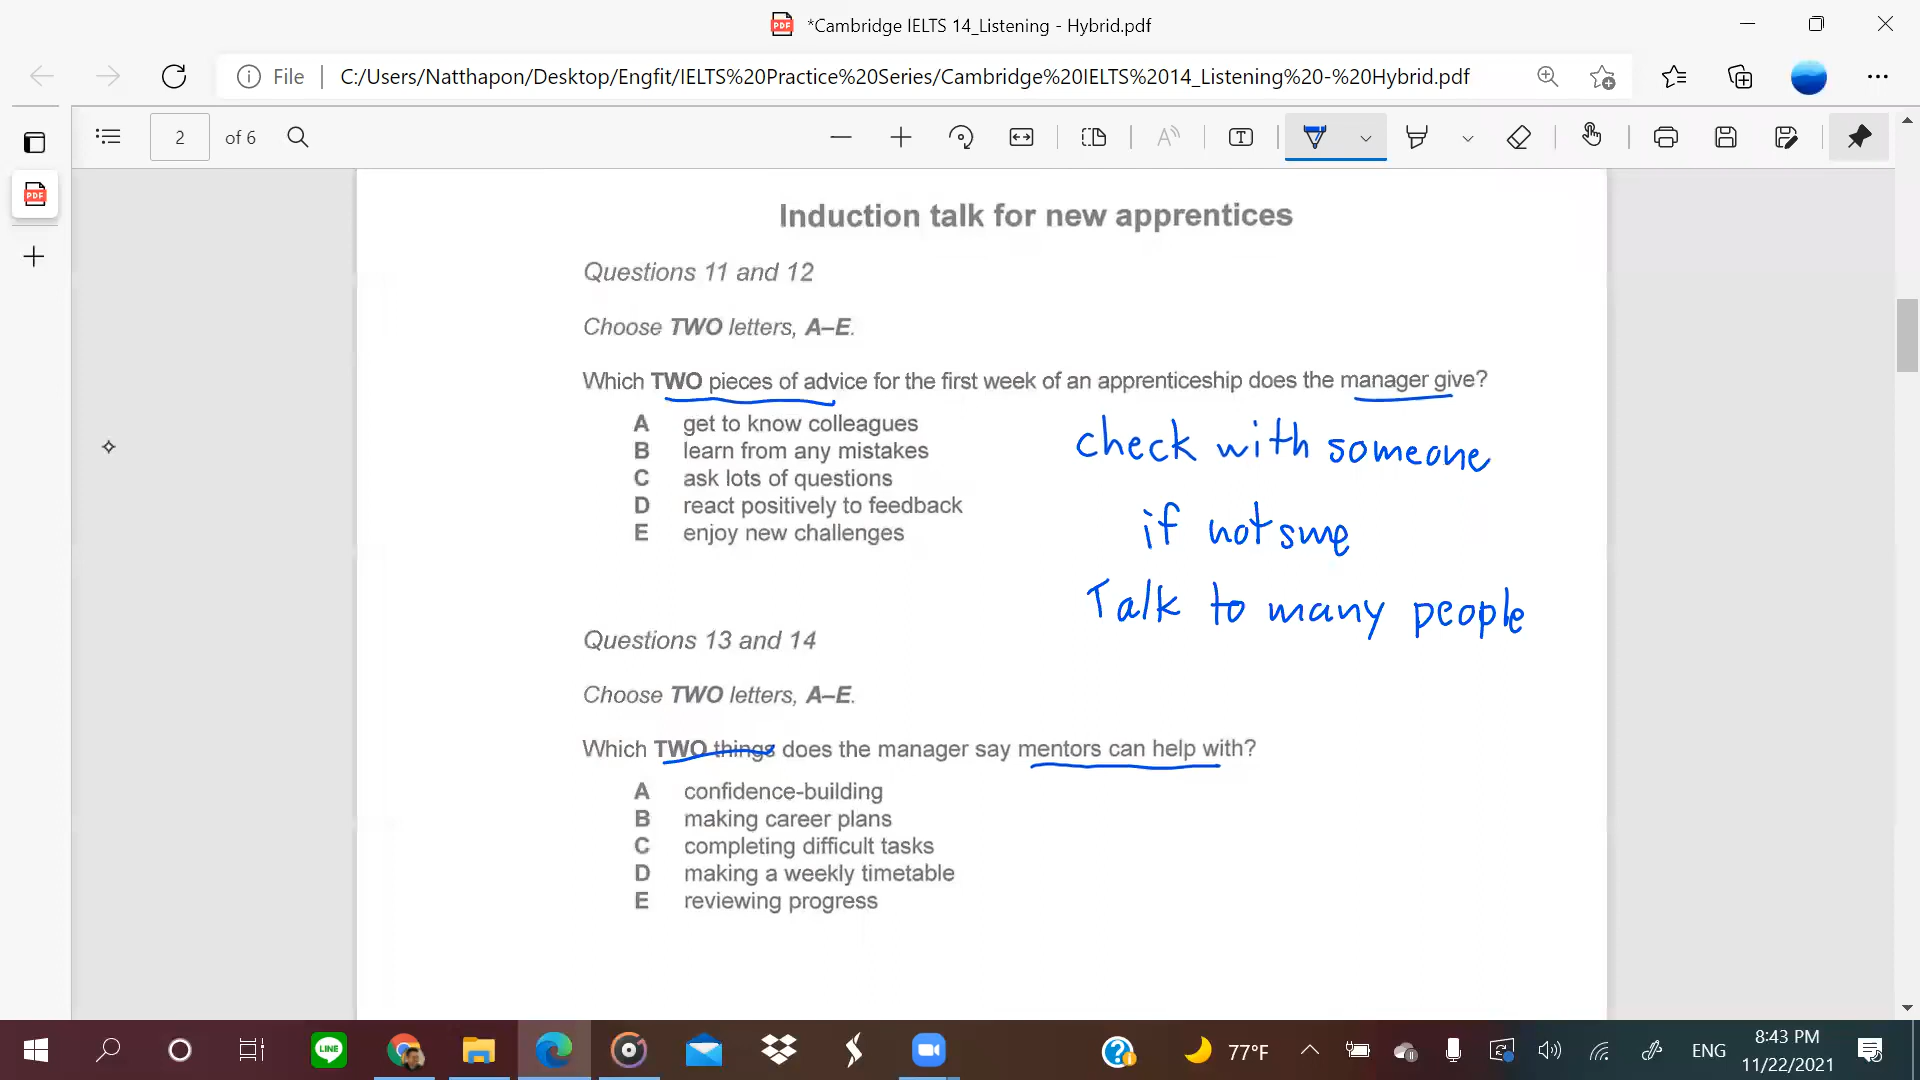 *Cambridge IELTS 14_Listening - Hybrid.pdf
File C:/Users/Natthapon/Desktop/Engfit/IELTS%20Practice%20Series/Cambridge%20IELTS%2014_Listening%20-%20Hybrid.pdf
2 of 6
Induction talk for new apprentices
Questions 11 and 12
Choose TWO letters, A–E.
Which TWO pieces of advice for the first week of an apprenticeship does the manager give?
A get to know colleagues
B learn from any mistakes
C ask lots of questions
D react positively to feedback
E enjoy new challenges
check with someone
if not sure
Talk to many people
Questions 13 and 14
Choose TWO letters, A–E.
Which TWO things does the manager say mentors can help with?
A confidence-building
B making career plans
C completing difficult tasks
D making a weekly timetable
E reviewing progress
LINE
77°F
ENG
8:43 PM
11/22/2021